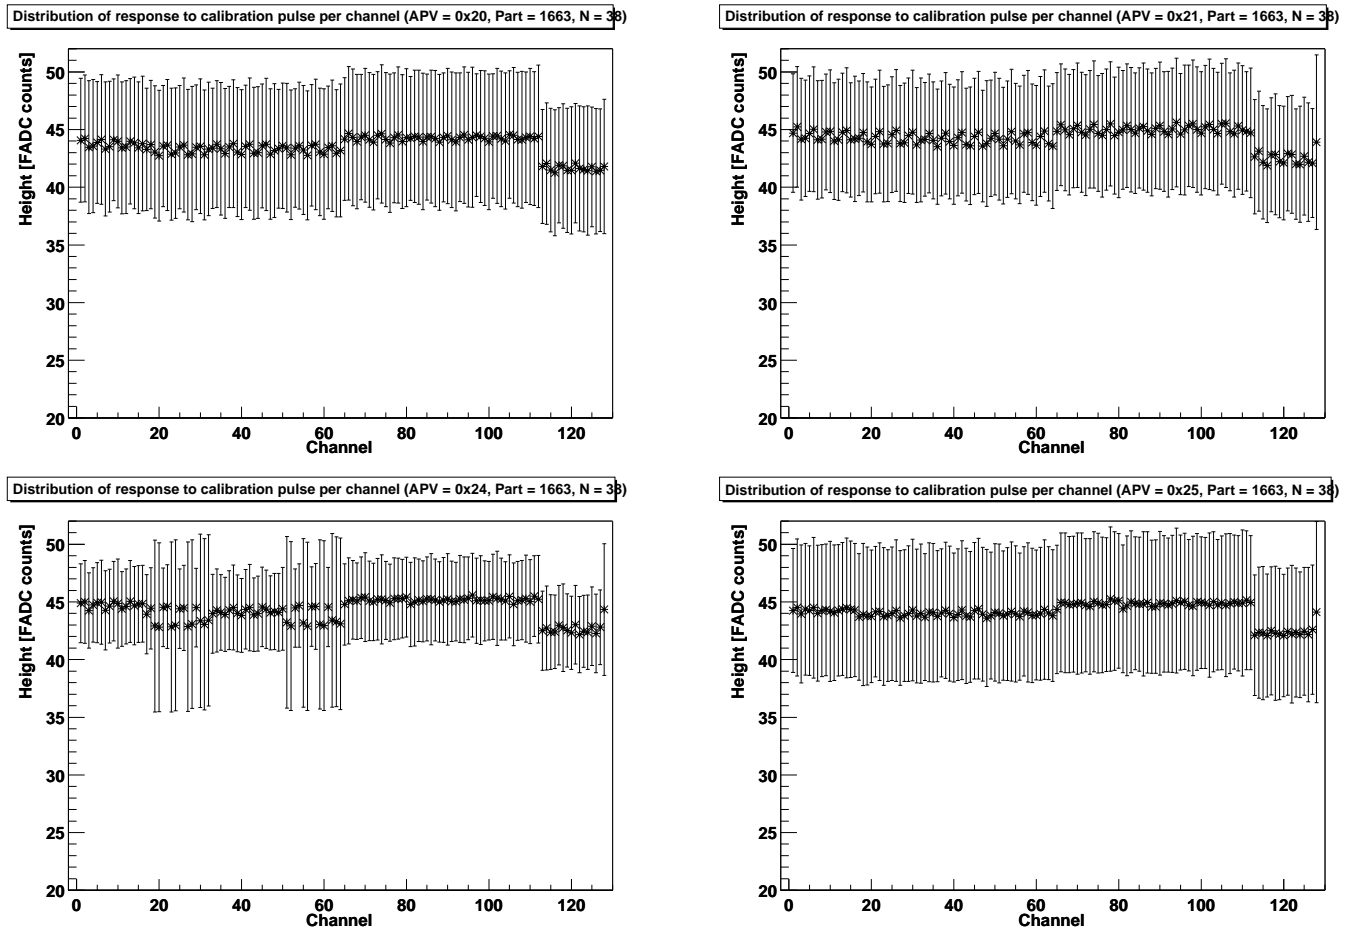 Distribution of response to calibration pulse per channel (APV = 0x20, Part = 1663, N = 38)
Height [FADC counts]
50
45
40
35
30
25
20
0 20 40 60 80 100 120
Channel
Distribution of response to calibration pulse per channel (APV = 0x21, Part = 1663, N = 38)
Height [FADC counts]
50
45
40
35
30
25
20
0 20 40 60 80 100 120
Channel
Distribution of response to calibration pulse per channel (APV = 0x24, Part = 1663, N = 38)
Height [FADC counts]
50
45
40
35
30
25
20
0 20 40 60 80 100 120
Channel
Distribution of response to calibration pulse per channel (APV = 0x25, Part = 1663, N = 38)
Height [FADC counts]
50
45
40
35
30
25
20
0 20 40 60 80 100 120
Channel